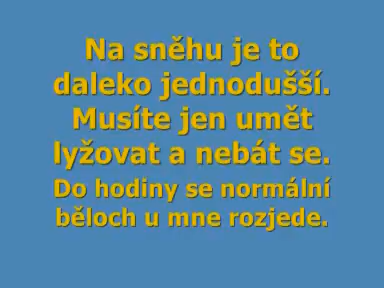 Na sněhu je to
daleko jednodušší.
Musíte jen umět
lyžovat a nebát se.
Do hodiny se normální
běloch u mne rozjede.